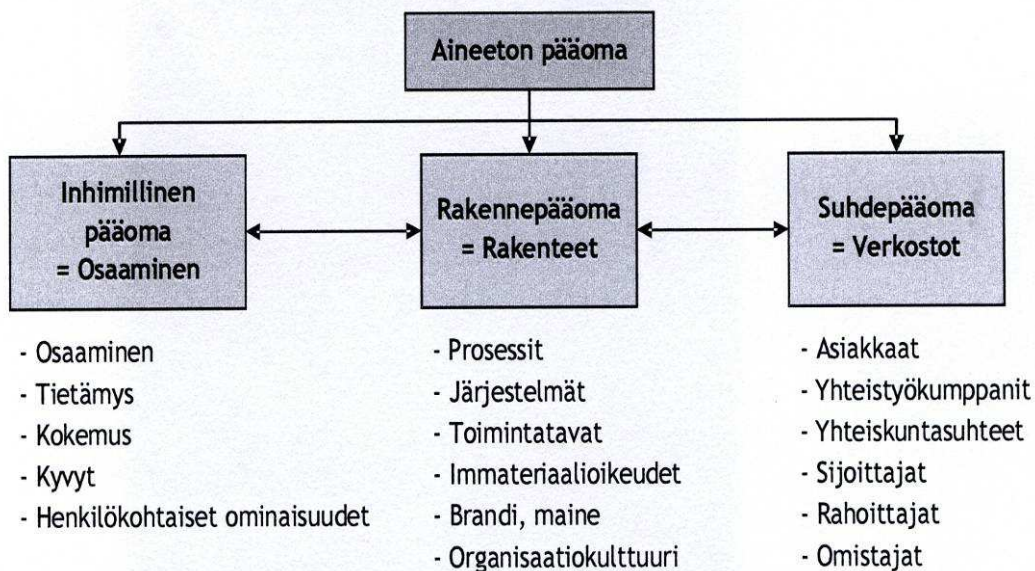 Aineeton pääoma
Inhimillinen
pääoma
= Osaaminen
Rakennepääoma
= Rakenteet
Suhdepääoma
= Verkostot
- Osaaminen
- Tietämys
- Kokemus
- Kyvyt
- Henkilökohtaiset ominaisuudet
- Prosessit
- Järjestelmät
- Toimintatavat
- Immateriaalioikeudet
- Brandi, maine
- Organisaatiokulttuuri
- Asiakkaat
- Yhteistyökumppanit
- Yhteiskuntasuhteet
- Sijoittajat
- Rahoittajat
- Omistajat